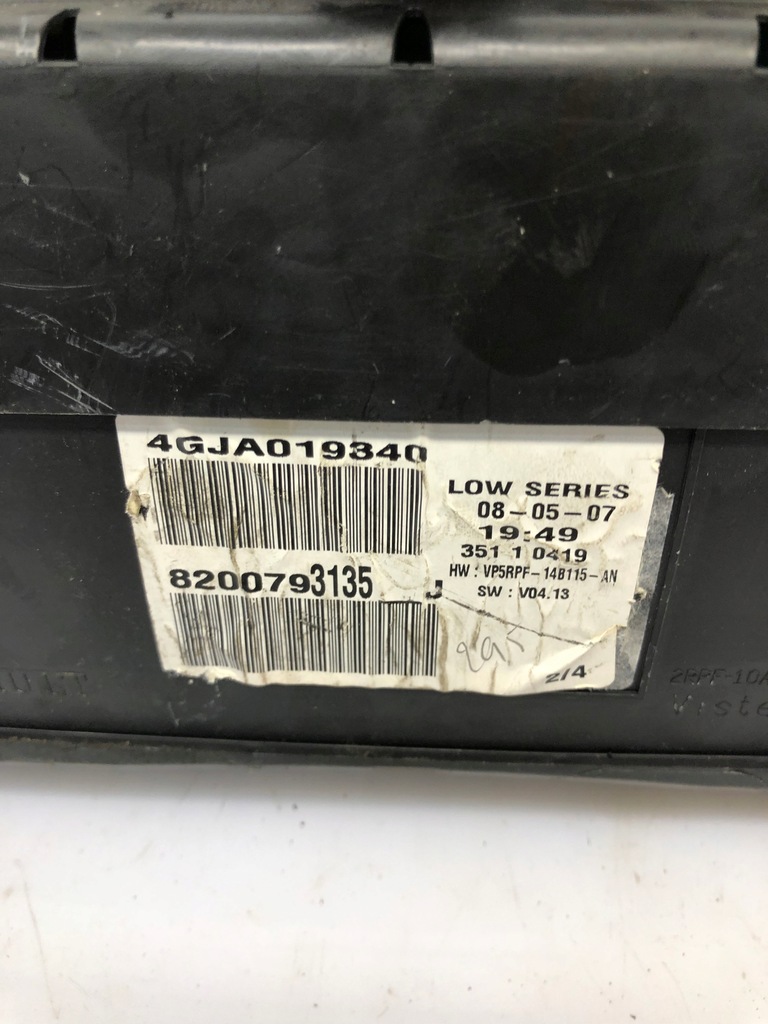 4GJA019340
LOW SERIES
08-05-07
19:49
351 1 0419
HW : VP5RPF-14B115-AN
SW : V04.13
8200793135 J
2/4